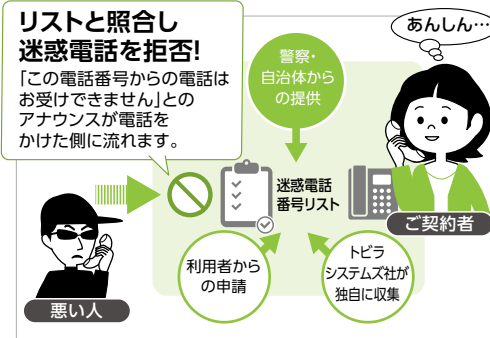 リストと照合し
迷惑電話を拒否!
「この電話番号からの電話は
お受けできません」との
アナウンスが電話を
かけた側に流れます。
あんしん…
警察・
自治体から
の提供
迷惑電話
番号リスト
ご契約者
利用者から
の申請
トビラ
システムズ社が
独自に収集
悪い人